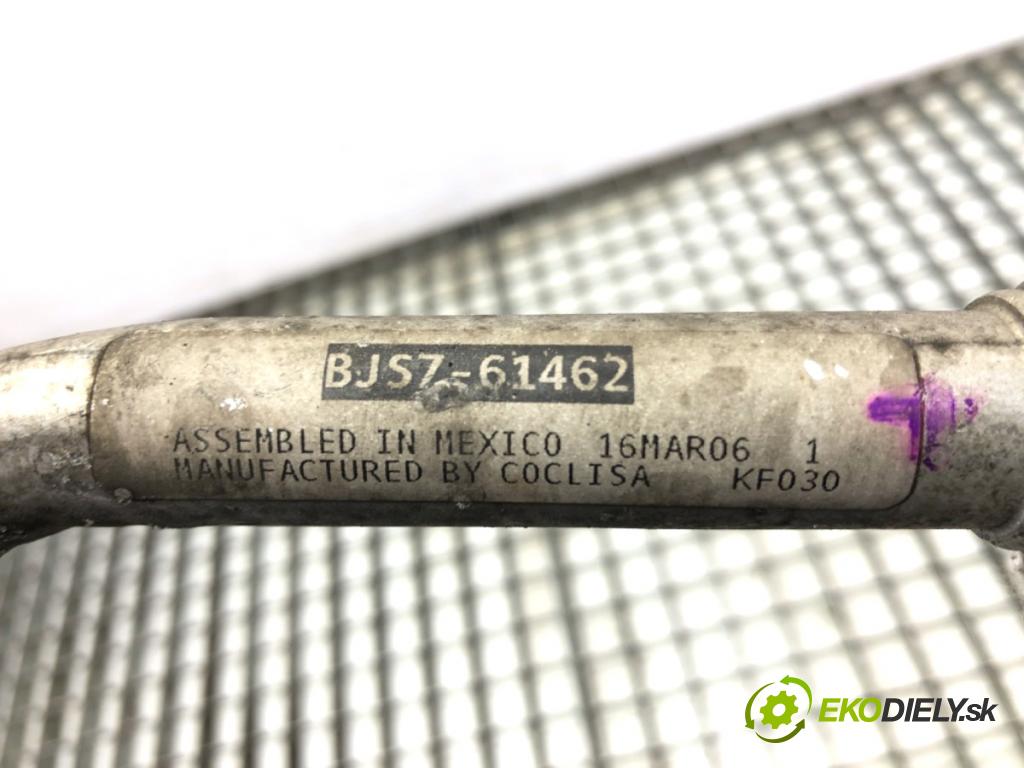 BJS7-61462
ASSEMBLED IN MEXICO 16MAR06 1
MANUFACTURED BY COCLISA KF030
EKODIELY.sk